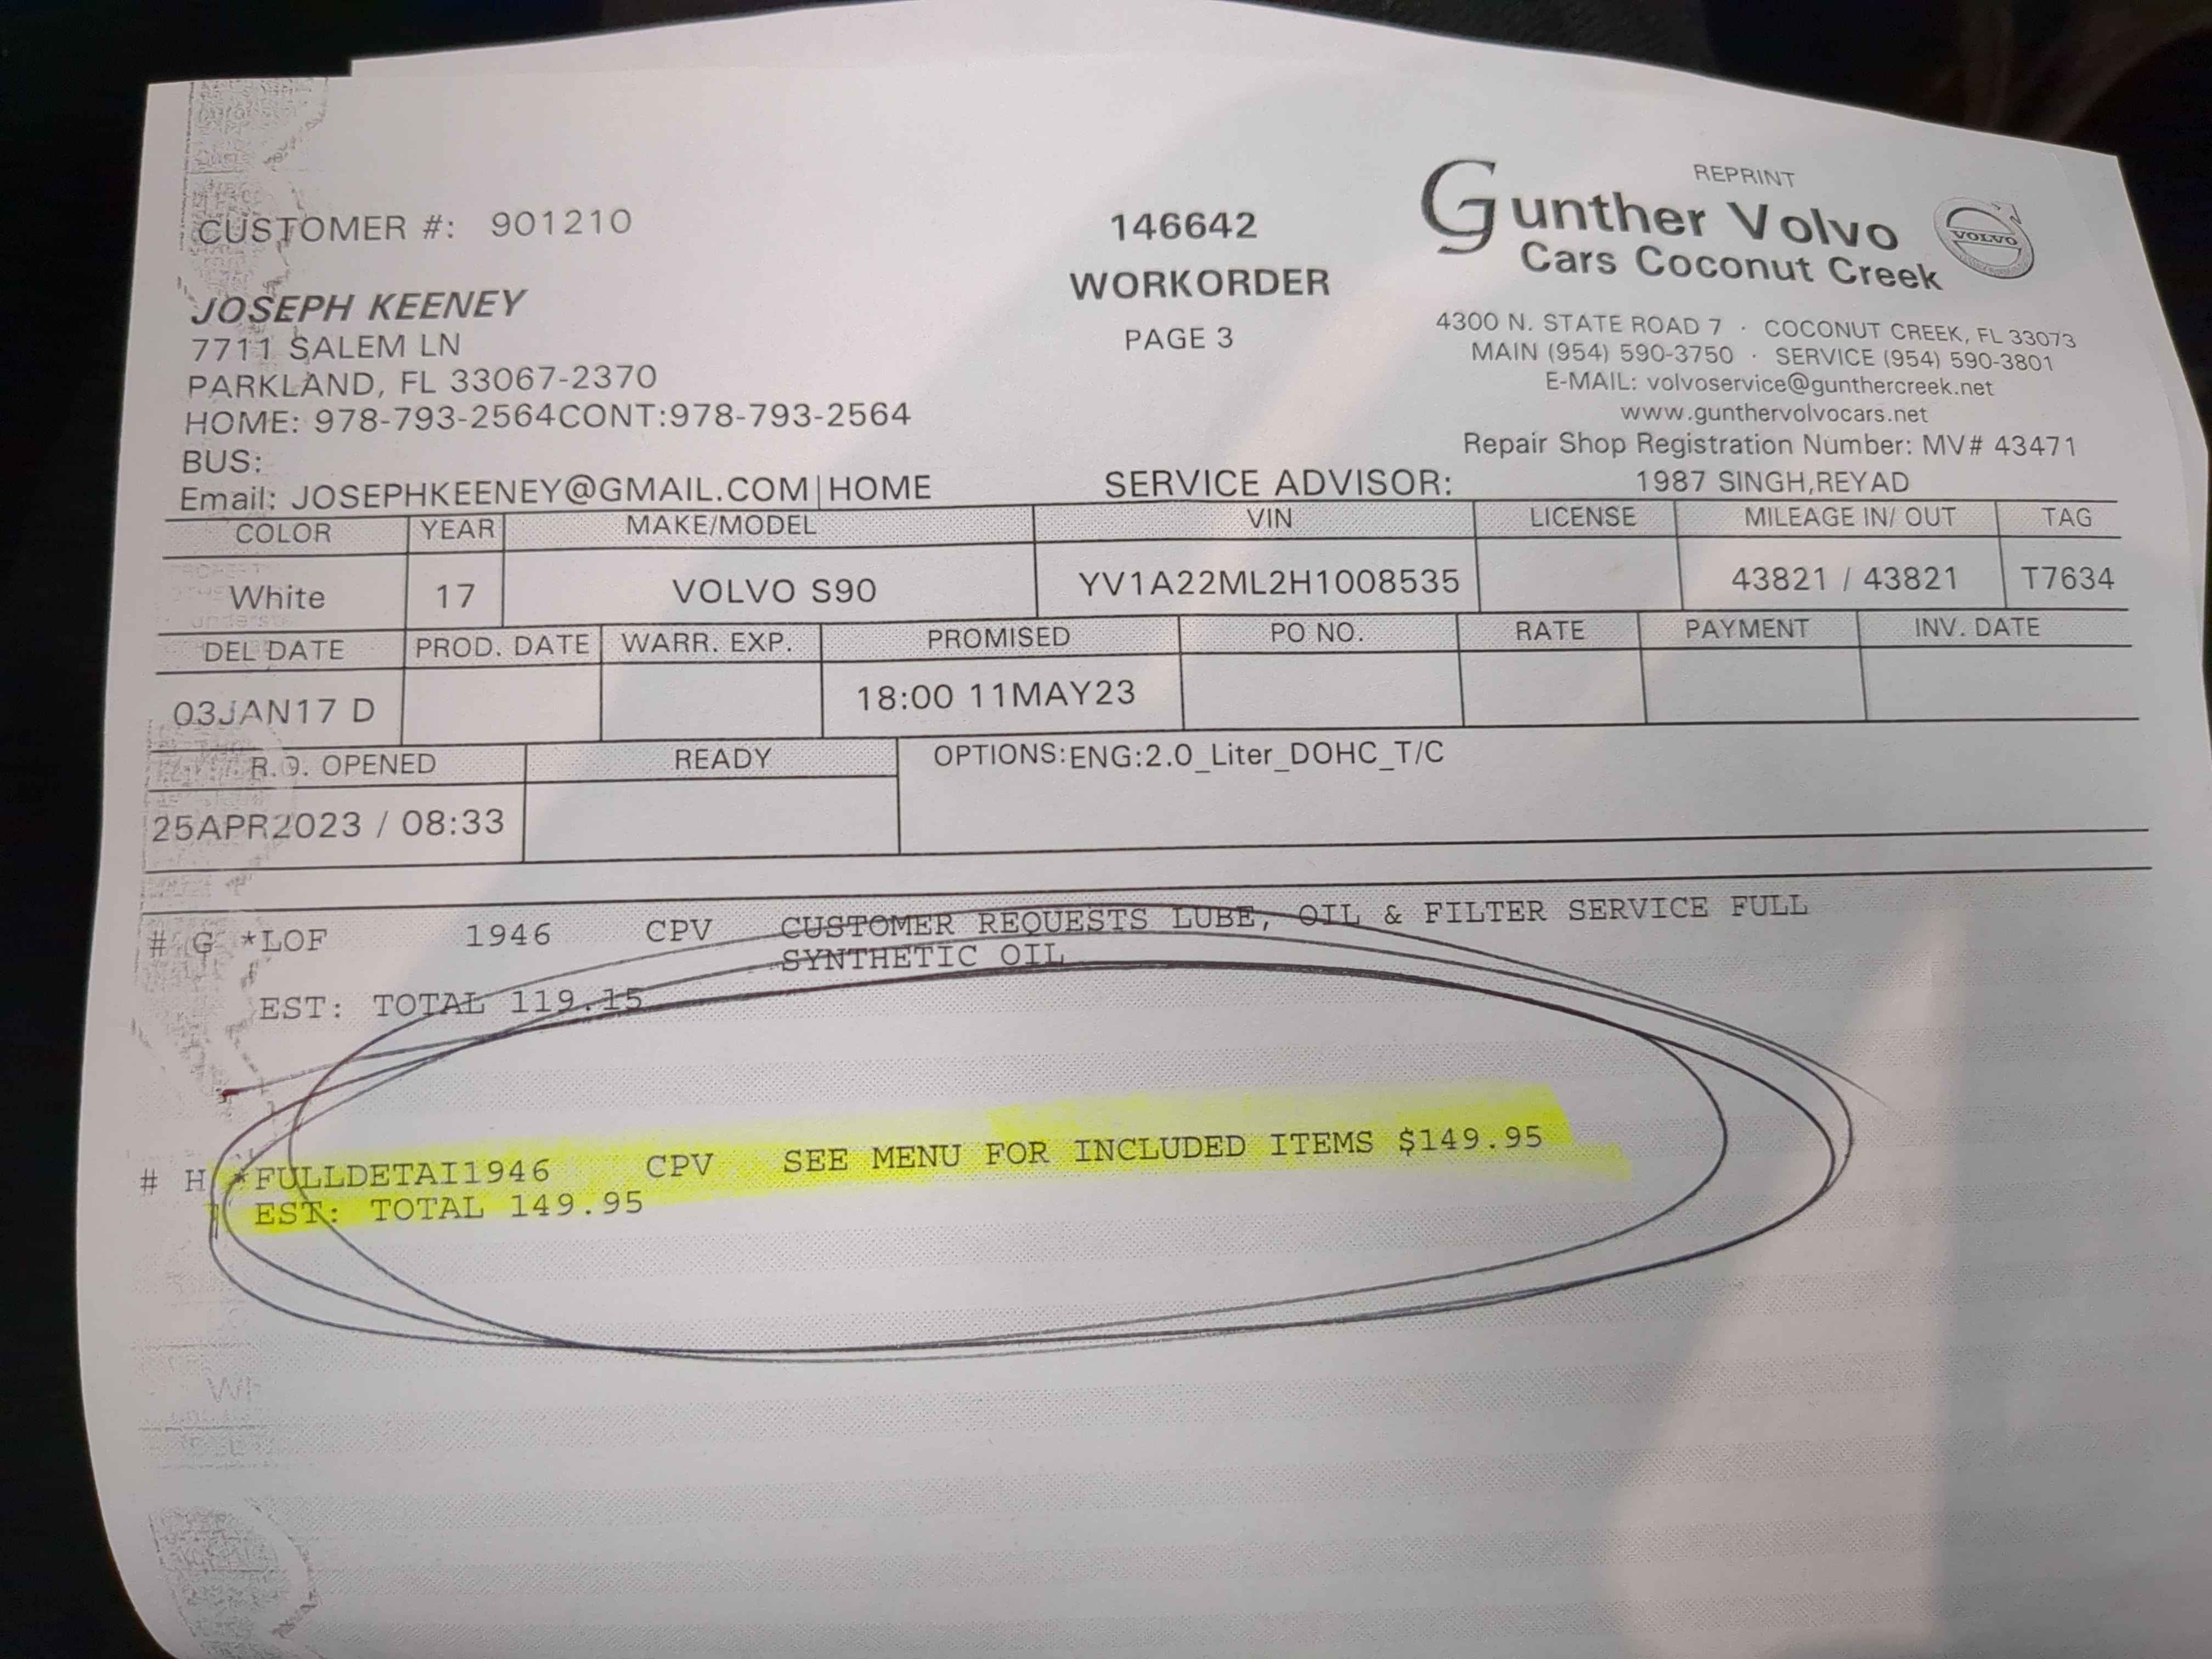 REPRINT
Gunther Volvo
Cars Coconut Creek
VOLVO
4300 N. STATE ROAD 7 · COCONUT CREEK, FL 33073
MAIN (954) 590-3750 · SERVICE (954) 590-3801
E-MAIL: volvoservice@gunthercreek.net
www.gunthervolvocars.net
Repair Shop Registration Number: MV# 43471
CUSTOMER #: 901210
146642
WORKORDER
PAGE 3
JOSEPH KEENEY
7711 SALEM LN
PARKLAND, FL 33067-2370
HOME: 978-793-2564CONT:978-793-2564
BUS:
Email: JOSEPHKEENEY@GMAIL.COM|HOME
SERVICE ADVISOR: 1987 SINGH,REYAD
COLOR YEAR MAKE/MODEL VIN LICENSE MILEAGE IN/ OUT TAG
White 17 VOLVO S90 YV1A22ML2H1008535 43821 / 43821 T7634
DEL DATE PROD. DATE WARR. EXP. PROMISED PO NO. RATE PAYMENT INV. DATE
03JAN17 D 18:00 11MAY23
R.O. OPENED READY OPTIONS:ENG:2.0_Liter_DOHC_T/C
25APR2023 / 08:33
# G *LOF 1946 CPV CUSTOMER REQUESTS LUBE, OIL & FILTER SERVICE FULL
SYNTHETIC OIL
EST: TOTAL 119.15
# H *FULLDETAI1946 CPV SEE MENU FOR INCLUDED ITEMS $149.95
EST: TOTAL 149.95